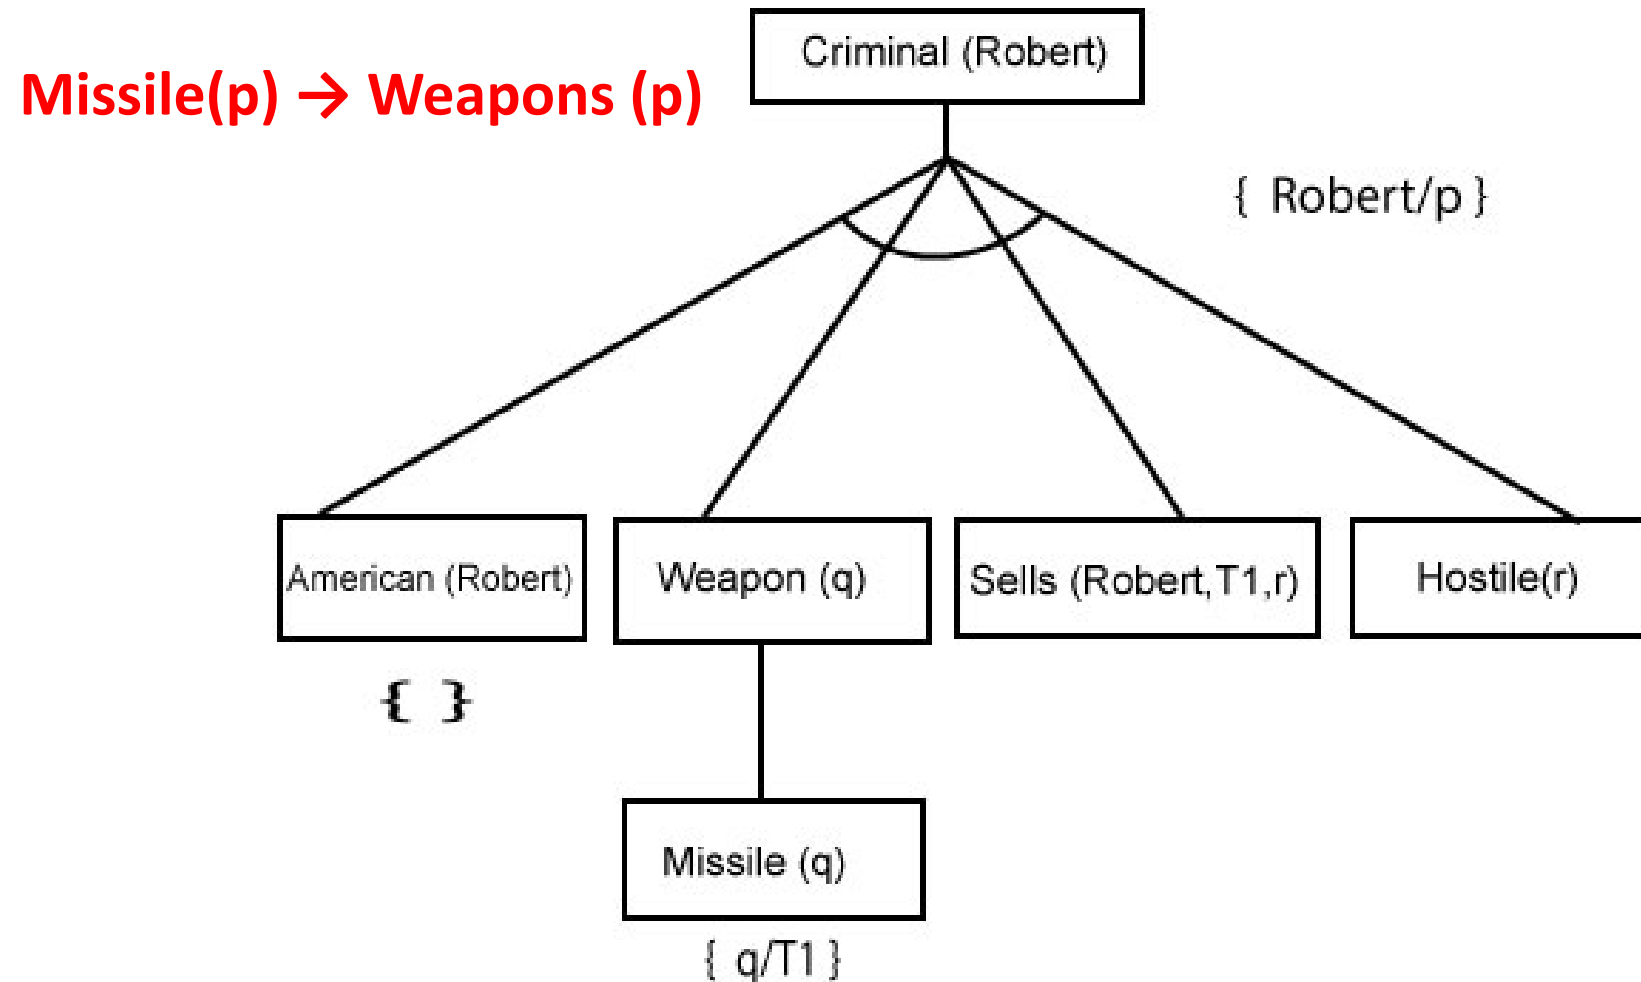 Criminal (Robert)
Missile(p) → Weapons (p)
{ Robert/p }
American (Robert)
Weapon (q)
Sells (Robert,T1,r)
Hostile(r)
{ }
Missile (q)
{ q/T1 }